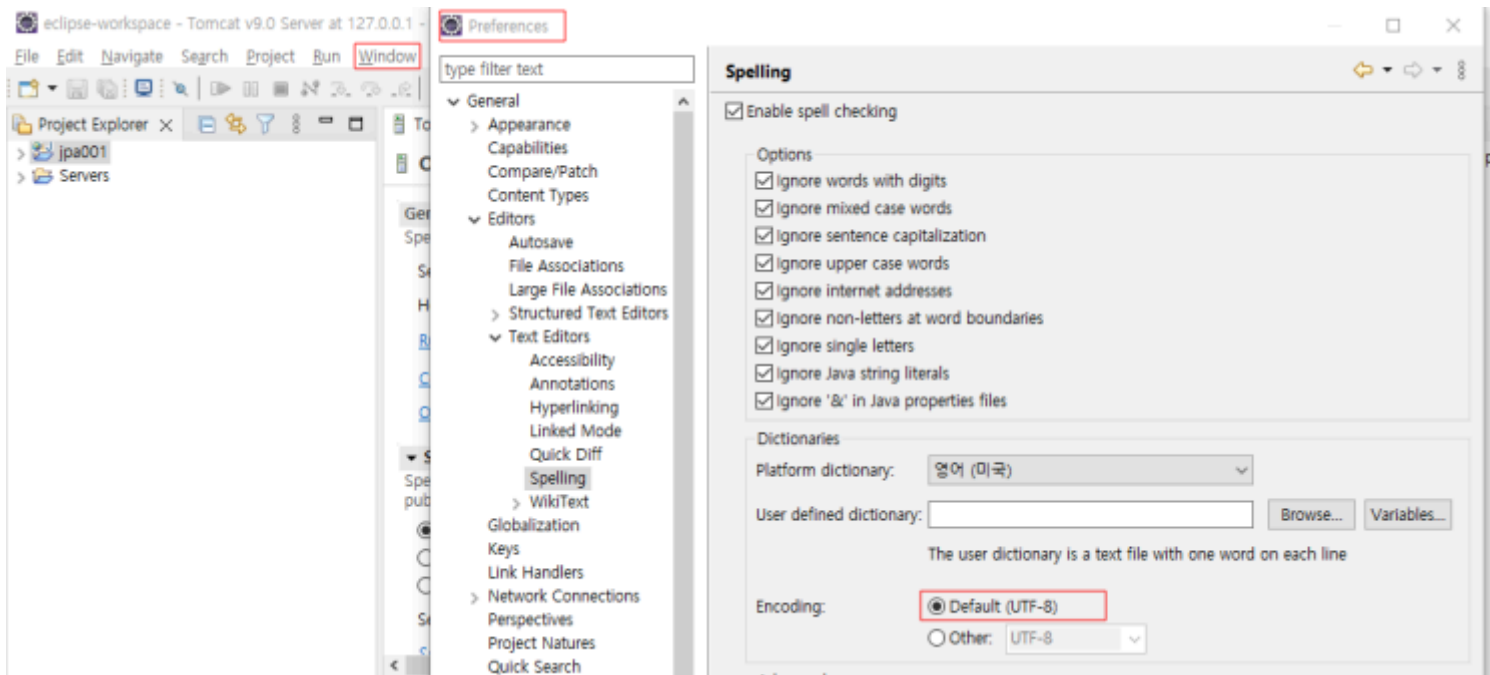 eclipse-workspace - Tomcat v9.0 Server at 127.0.0.1 -
File Edit Navigate Search Project Run Window
Project Explorer
jpa001
Servers
To
C
Ger
Spe
Se
H
R
C
O
S
Spe
pub
Se
Preferences
type filter text
General
Appearance
Capabilities
Compare/Patch
Content Types
Editors
Autosave
File Associations
Large File Associations
Structured Text Editors
Text Editors
Accessibility
Annotations
Hyperlinking
Linked Mode
Quick Diff
Spelling
WikiText
Globalization
Keys
Link Handlers
Network Connections
Perspectives
Project Natures
Quick Search
Spelling
Enable spell checking
Options
Ignore words with digits
Ignore mixed case words
Ignore sentence capitalization
Ignore upper case words
Ignore internet addresses
Ignore non-letters at word boundaries
Ignore single letters
Ignore Java string literals
Ignore '&' in Java properties files
Dictionaries
Platform dictionary: 영어 (미국)
User defined dictionary: Browse... Variables...
The user dictionary is a text file with one word on each line
Encoding: Default (UTF-8)
Other: UTF-8